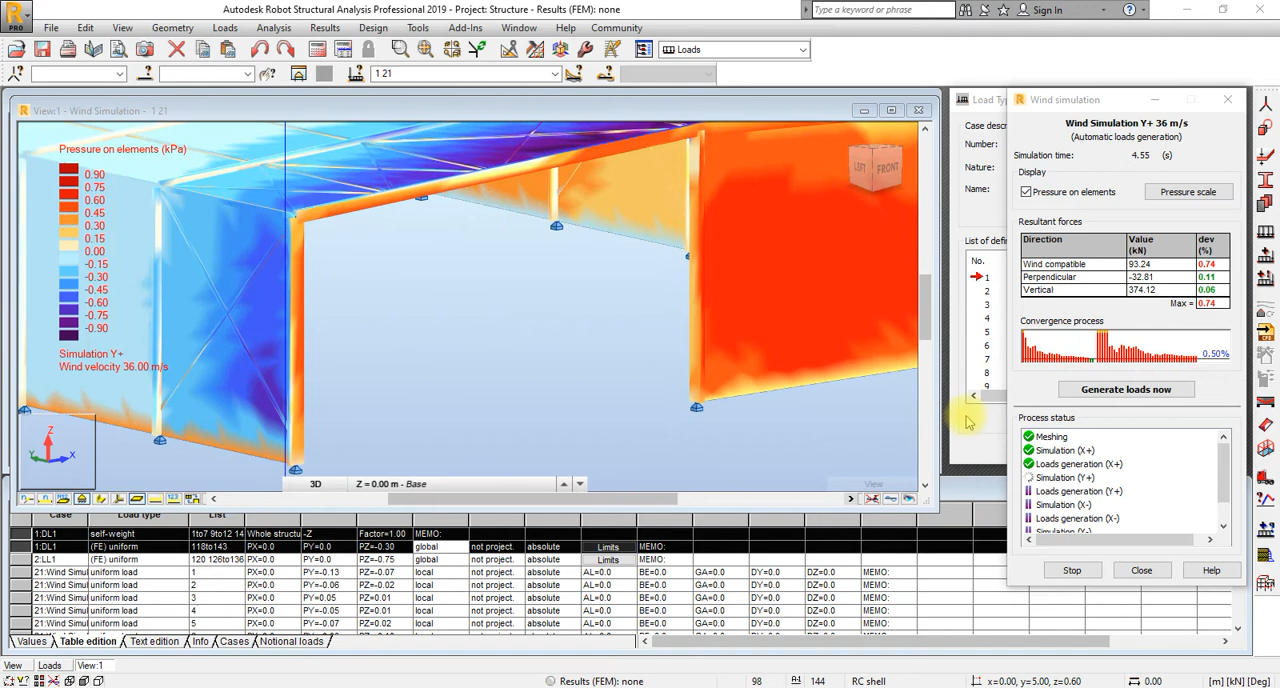 Autodesk Robot Structural Analysis Professional 2019 - Project: Structure - Results (FEM): none
Type a keyword or phrase
Sign In
PRO
File Edit View Geometry Loads Analysis Results Design Tools Add-Ins Window Help Community
Loads
1 21
View:1 - Wind Simulation - 1 21
Pressure on elements (kPa)
0.90
0.75
0.60
0.45
0.30
0.15
0.00
-0.15
-0.30
-0.45
-0.60
-0.75
-0.90
Simulation Y+
Wind velocity 36.00 m/s
LEFT FRONT
Z
Y X
3D Z = 0.00 m - Base
View
Load Typ
Case descr
Number:
Nature:
Name:
List of defin
No.
1
2
3
4
5
6
7
8
9
Wind simulation
Wind Simulation Y+ 36 m/s
(Automatic loads generation)
Simulation time: 4.55 (s)
Display
Pressure on elements
Pressure scale
Resultant forces
Direction Value (kN) dev (%)
Wind compatible 93.24 0.74
Perpendicular -32.81 0.11
Vertical 374.12 0.06
Max = 0.74
Convergence process
0.50%
Generate loads now
Process status
Meshing
Simulation (X+)
Loads generation (X+)
Simulation (Y+)
Loads generation (Y+)
Simulation (X-)
Loads generation (X-)
Stop Close Help
Case Load type List
1:DL1 self-weight 1to7 9to12 14 Whole structu -Z Factor=1.00 MEMO:
1:DL1 (FE) uniform 118to143 PX=0.0 PY=0.0 PZ=-0.30 global not project. absolute Limits MEMO:
2:LL1 (FE) uniform 120 126to136 PX=0.0 PY=0.0 PZ=-0.75 global not project. absolute Limits MEMO:
21:Wind Simu uniform load 1 PX=0.0 PY=-0.13 PZ=-0.07 local not project. absolute AL=0.0 BE=0.0 GA=0.0 DY=0.0 DZ=0.0 MEMO:
21:Wind Simu uniform load 2 PX=0.0 PY=-0.06 PZ=-0.02 local not project. absolute AL=0.0 BE=0.0 GA=0.0 DY=0.0 DZ=0.0 MEMO:
21:Wind Simu uniform load 3 PX=0.0 PY=0.05 PZ=0.01 local not project. absolute AL=0.0 BE=0.0 GA=0.0 DY=0.0 DZ=0.0 MEMO:
21:Wind Simu uniform load 4 PX=0.0 PY=-0.05 PZ=0.01 local not project. absolute AL=0.0 BE=0.0 GA=0.0 DY=0.0 DZ=0.0 MEMO:
21:Wind Simu uniform load 5 PX=0.0 PY=-0.07 PZ=0.02 local not project. absolute AL=0.0 BE=0.0 GA=0.0 DY=0.0 DZ=0.0 MEMO:
Values Table edition Text edition Info Cases Notional loads
View Loads View:1
Results (FEM): none 98 144 RC shell x=0.00, y=5.00, z=0.60 0.00 [m] [kN] [Deg]